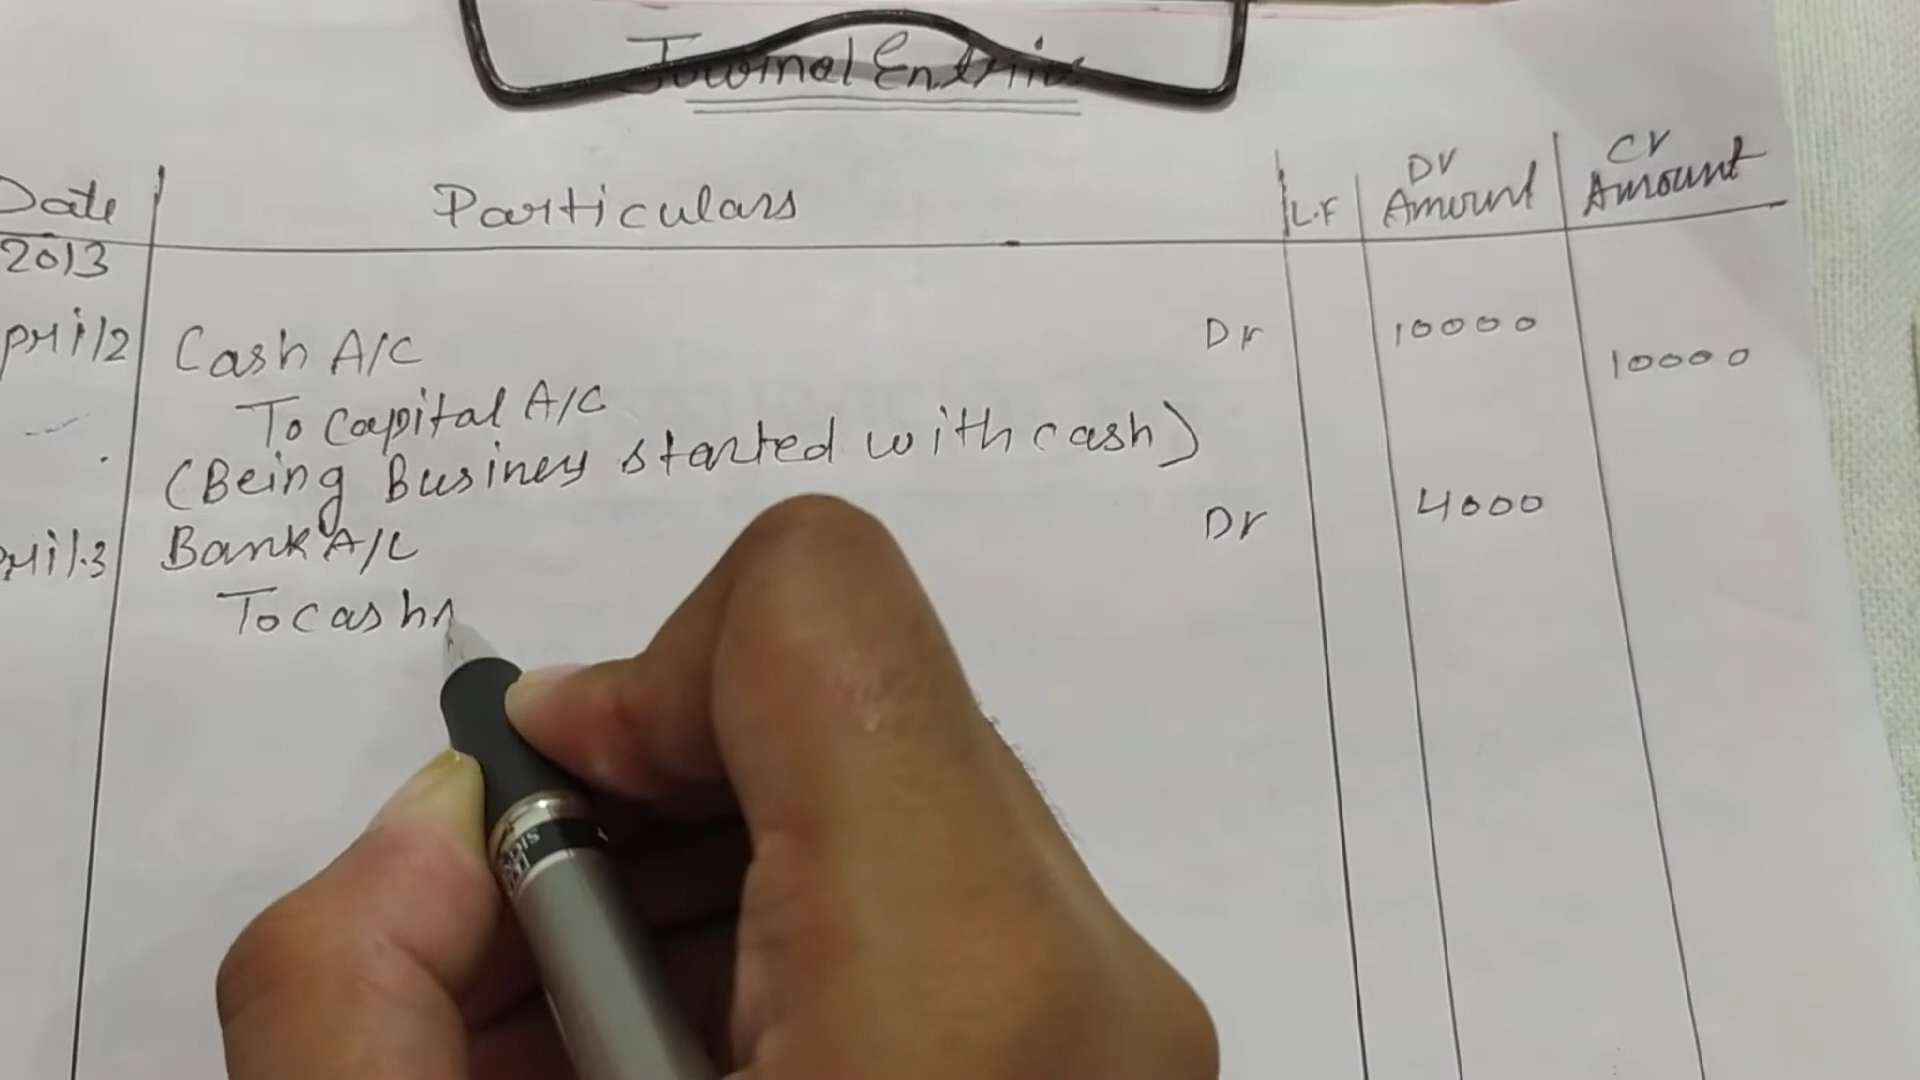 Journal Entries
Date Particulars L.F Dr Amount Cr Amount
2013
pril 2 Cash A/C Dr 10000
To Capital A/C 10000
(Being Business started with cash)
ril.3 Bank A/C Dr 4000
To cash